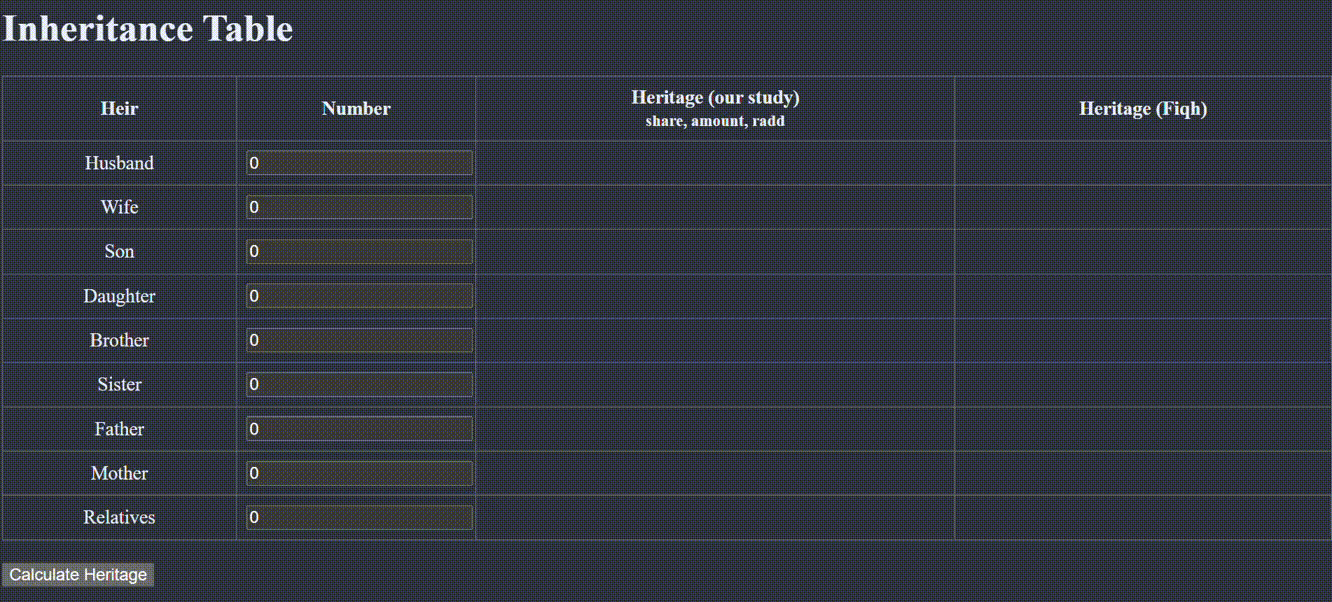 Inheritance Table
Heir Number Heritage (our study) Heritage (Fiqh)
share, amount, radd
Husband 0
Wife 0
Son 0
Daughter 0
Brother 0
Sister 0
Father 0
Mother 0
Relatives 0
Calculate Heritage